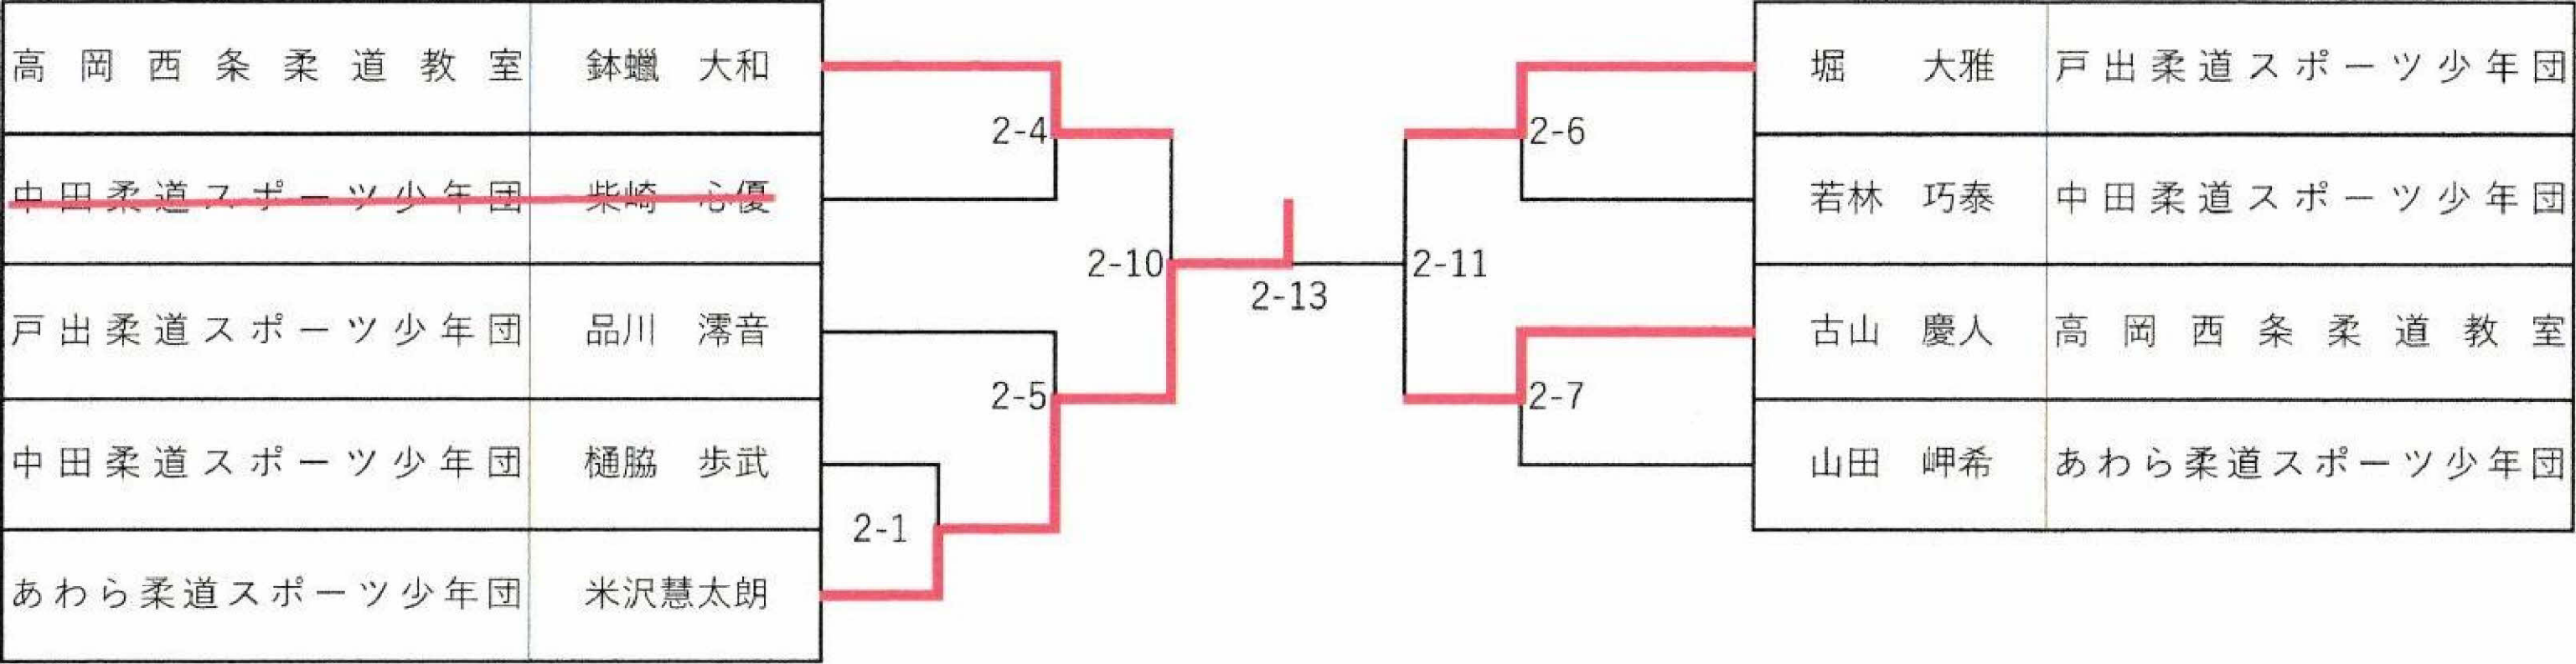 高岡西条柔道教室 鉢蠟 大和
中田柔道スポーツ少年団 柴崎 心優
戸出柔道スポーツ少年団 品川 澪音
中田柔道スポーツ少年団 樋脇 歩武
あわら柔道スポーツ少年団 米沢慧太朗
2-4
2-10
2-5
2-1
2-13
2-6
2-11
2-7
堀 大雅 戸出柔道スポーツ少年団
若林 巧泰 中田柔道スポーツ少年団
古山 慶人 高岡西条柔道教室
山田 岬希 あわら柔道スポーツ少年団